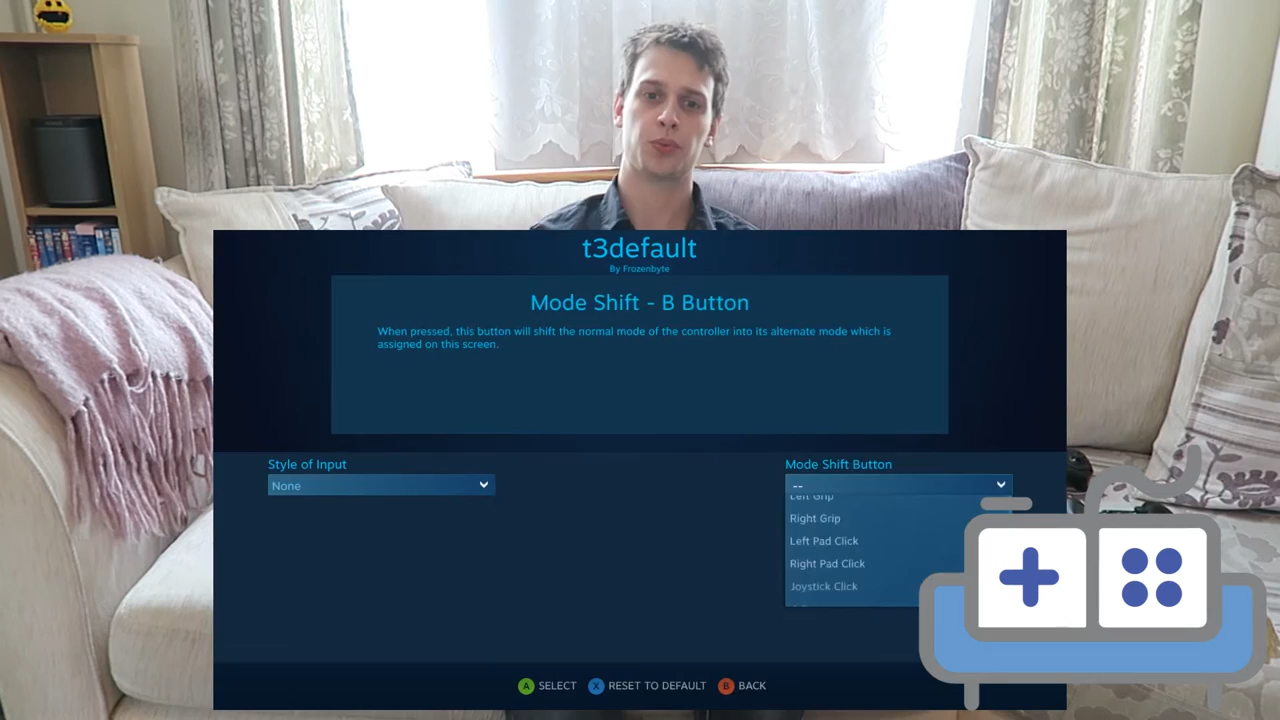 t3default
By Frozenbyte
Mode Shift - B Button
When pressed, this button will shift the normal mode of the controller into its alternate mode which is
assigned on this screen.
Style of Input
Mode Shift Button
None
--
Left Grip
Right Grip
Left Pad Click
Right Pad Click
Joystick Click
A SELECT X RESET TO DEFAULT B BACK